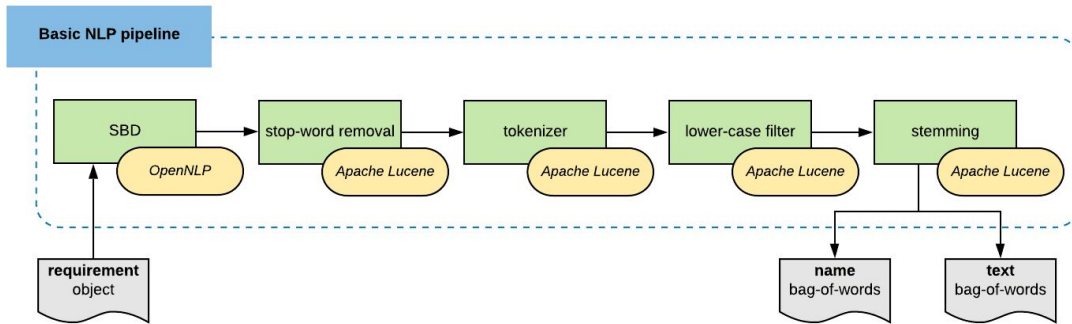 Basic NLP pipeline
SBD
OpenNLP
stop-word removal
Apache Lucene
tokenizer
Apache Lucene
lower-case filter
Apache Lucene
stemming
Apache Lucene
requirement
object
name
bag-of-words
text
bag-of-words